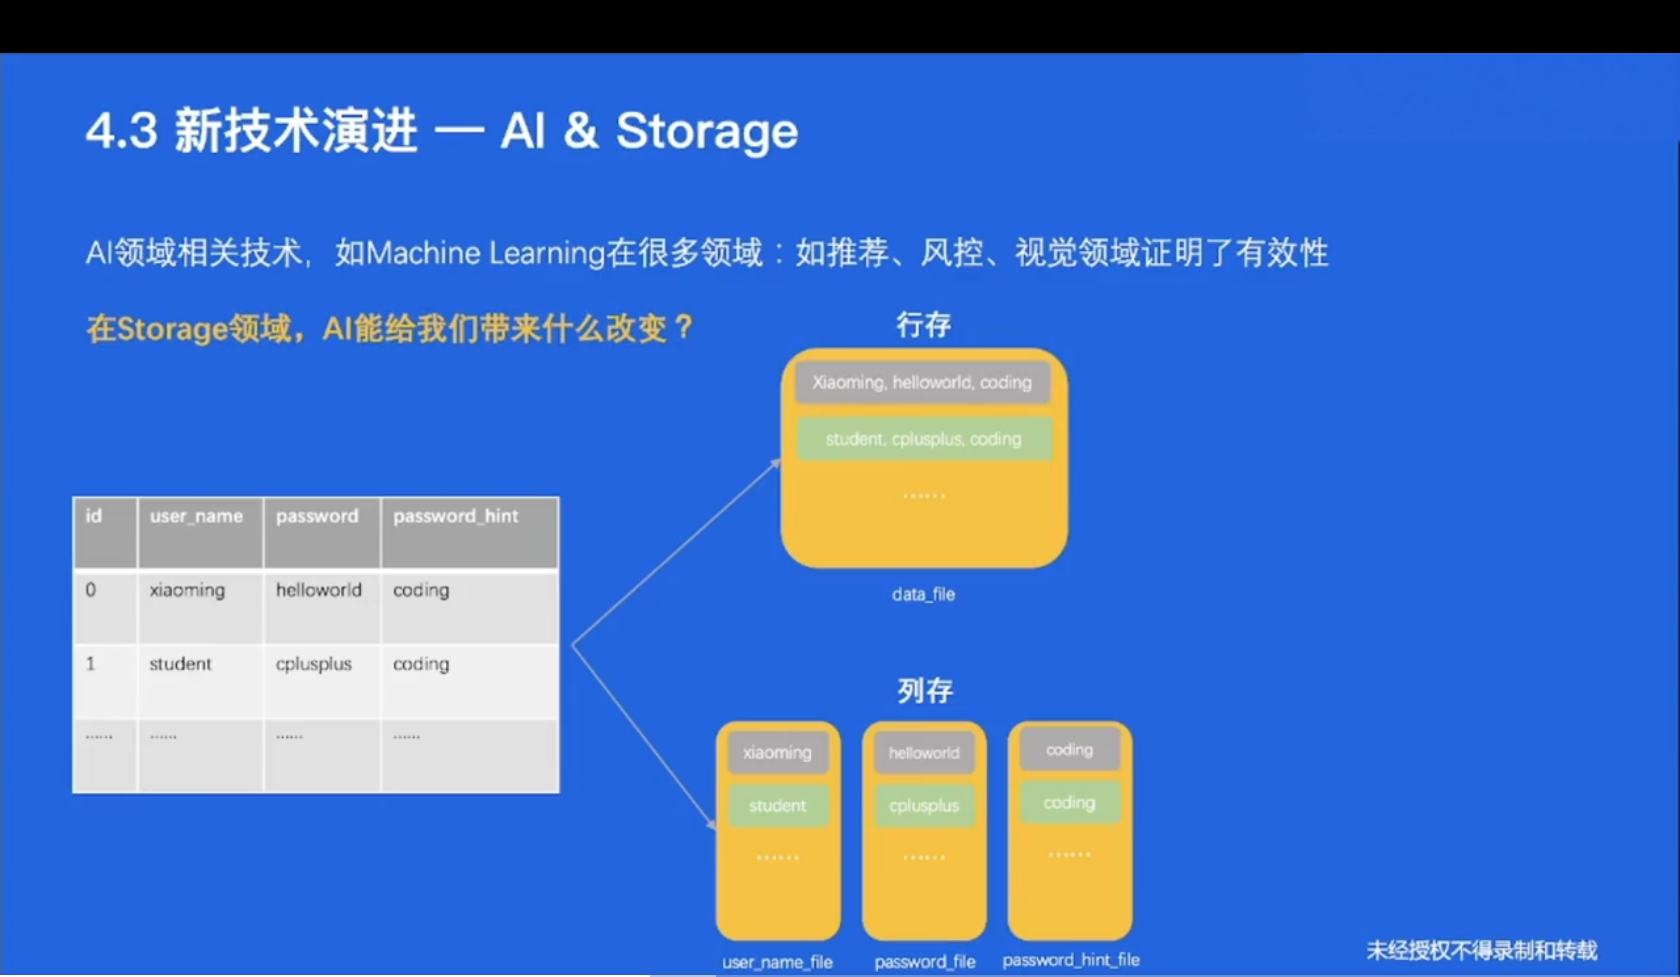 4.3 新技术演进 — AI & Storage
AI领域相关技术，如Machine Learning在很多领域：如推荐、风控、视觉领域证明了有效性
在Storage领域，AI能给我们带来什么改变？
行存
Xiaoming, helloworld, coding
student, cplusplus, coding
......
data_file
id user_name password password_hint
0 xiaoming helloworld coding
1 student cplusplus coding
...... ...... ...... ......
列存
xiaoming helloworld coding
student cplusplus coding
...... ...... ......
user_name_file password_file password_hint_file
未经授权不得录制和转载